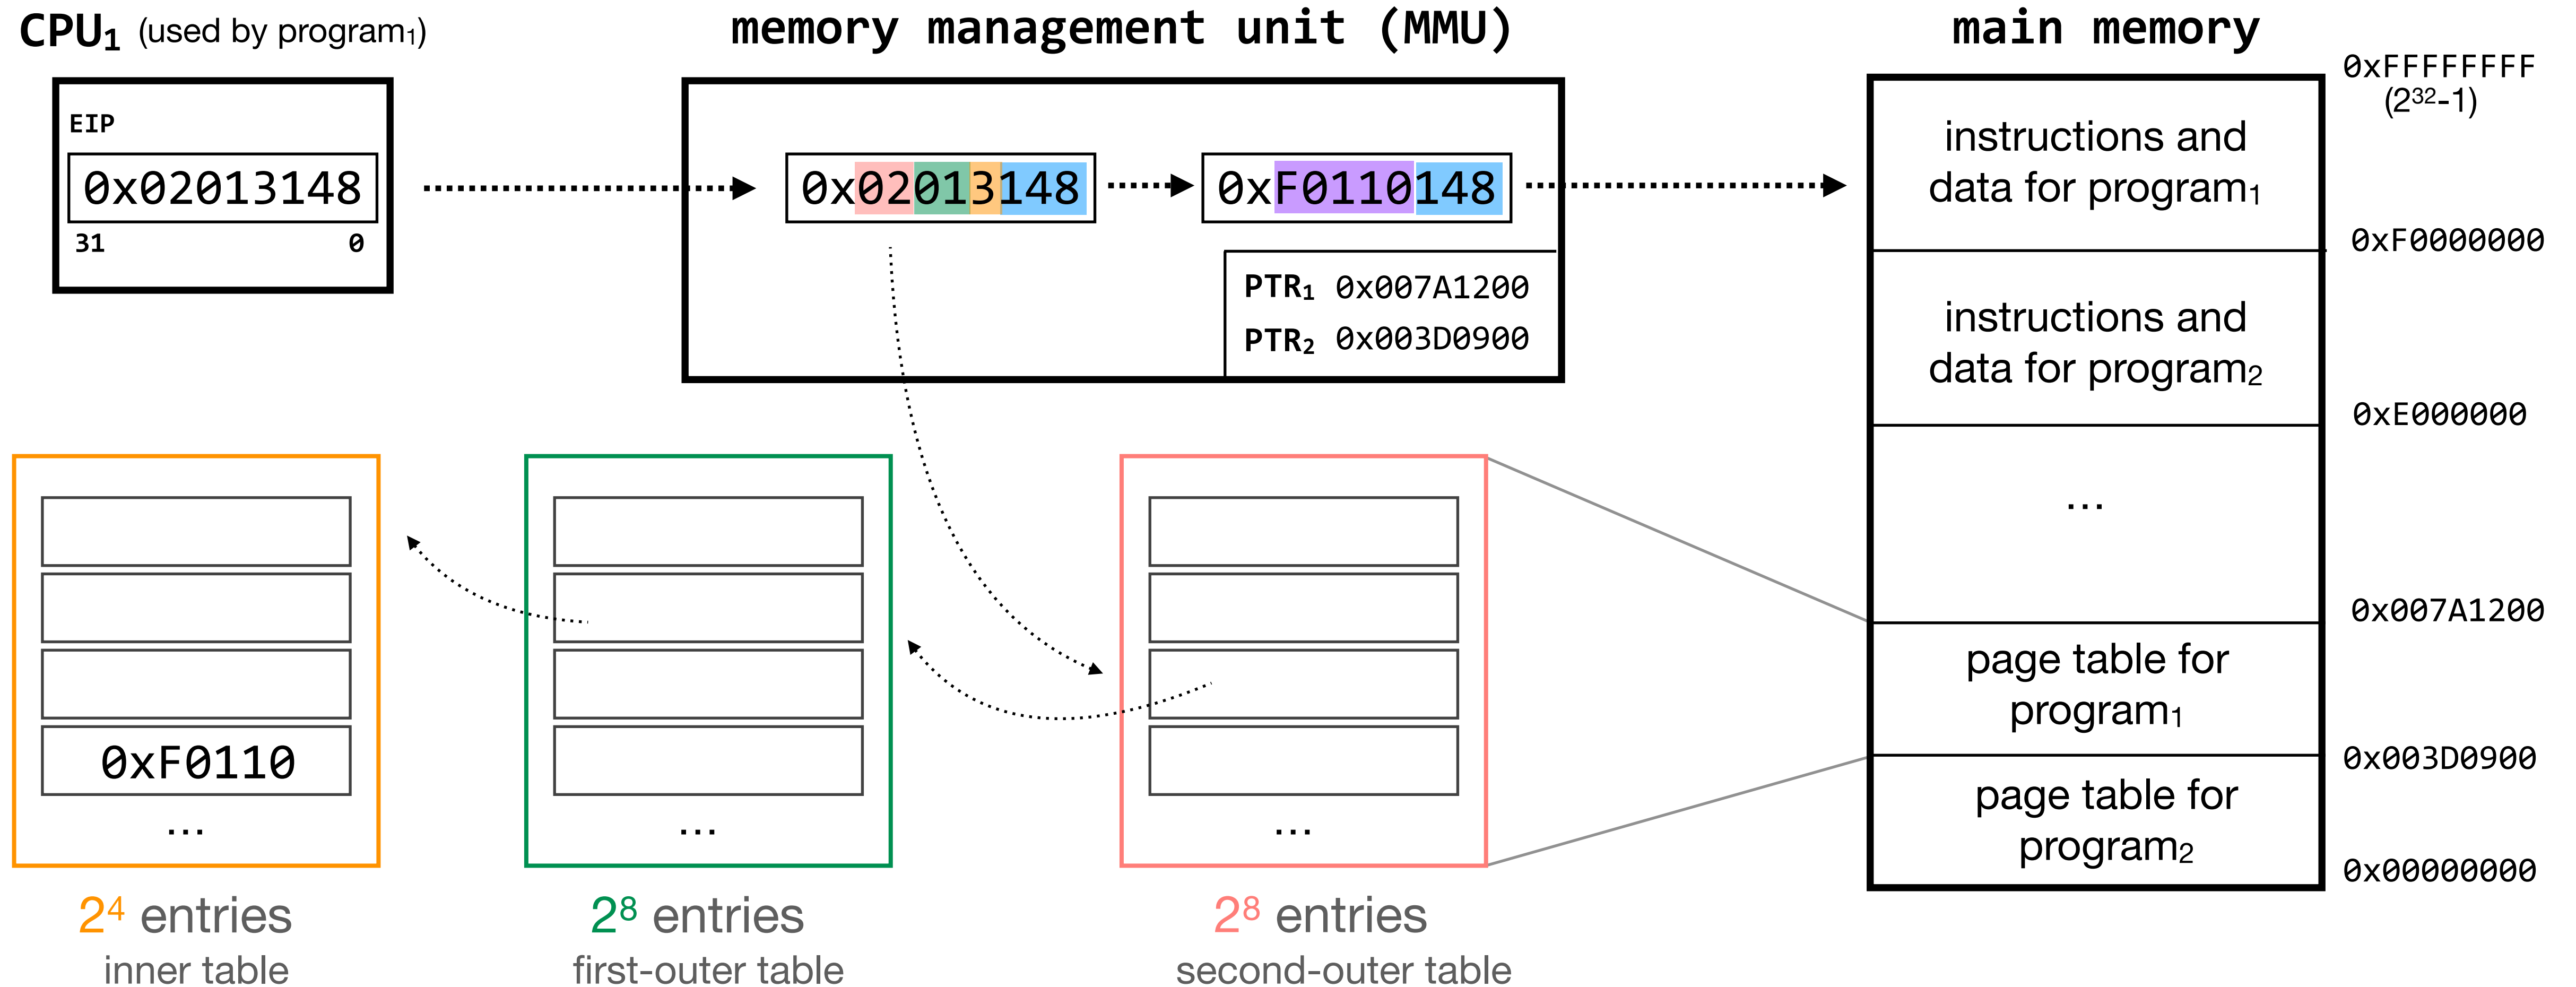 CPU₁ (used by program₁)
EIP
0x02013148
31 0
memory management unit (MMU)
0x02013148
0xF0110148
PTR₁ 0x007A1200
PTR₂ 0x003D0900
main memory
0xFFFFFFFF
(2³²-1)
instructions and
data for program₁
0xF0000000
instructions and
data for program₂
0xE000000
...
0x007A1200
page table for
program₁
0x003D0900
page table for
program₂
0x00000000
0xF0110
...
2⁴ entries
inner table
...
2⁸ entries
first-outer table
...
2⁸ entries
second-outer table